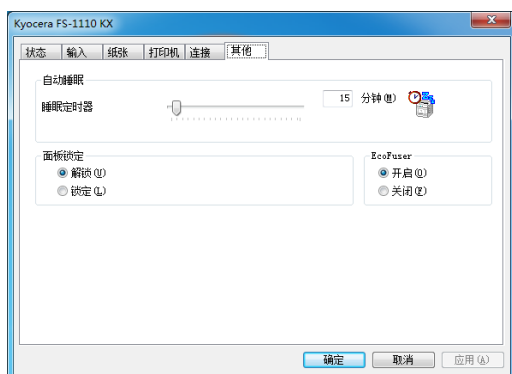 Kyocera FS-1110 KX
状态 输入 纸张 打印机 连接 其他
自动睡眠
睡眠定时器 15 分钟(M)
面板锁定 EcoFuser
解锁(U) 开启(O)
锁定(L) 关闭(F)
确定 取消 应用(A)